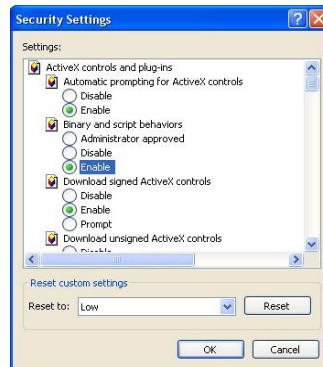 Security Settings
Settings:
ActiveX controls and plug-ins
Automatic prompting for ActiveX controls
Disable
Enable
Binary and script behaviors
Administrator approved
Disable
Enable
Download signed ActiveX controls
Disable
Enable
Prompt
Download unsigned ActiveX controls
Reset custom settings
Reset to: Low Reset
OK Cancel